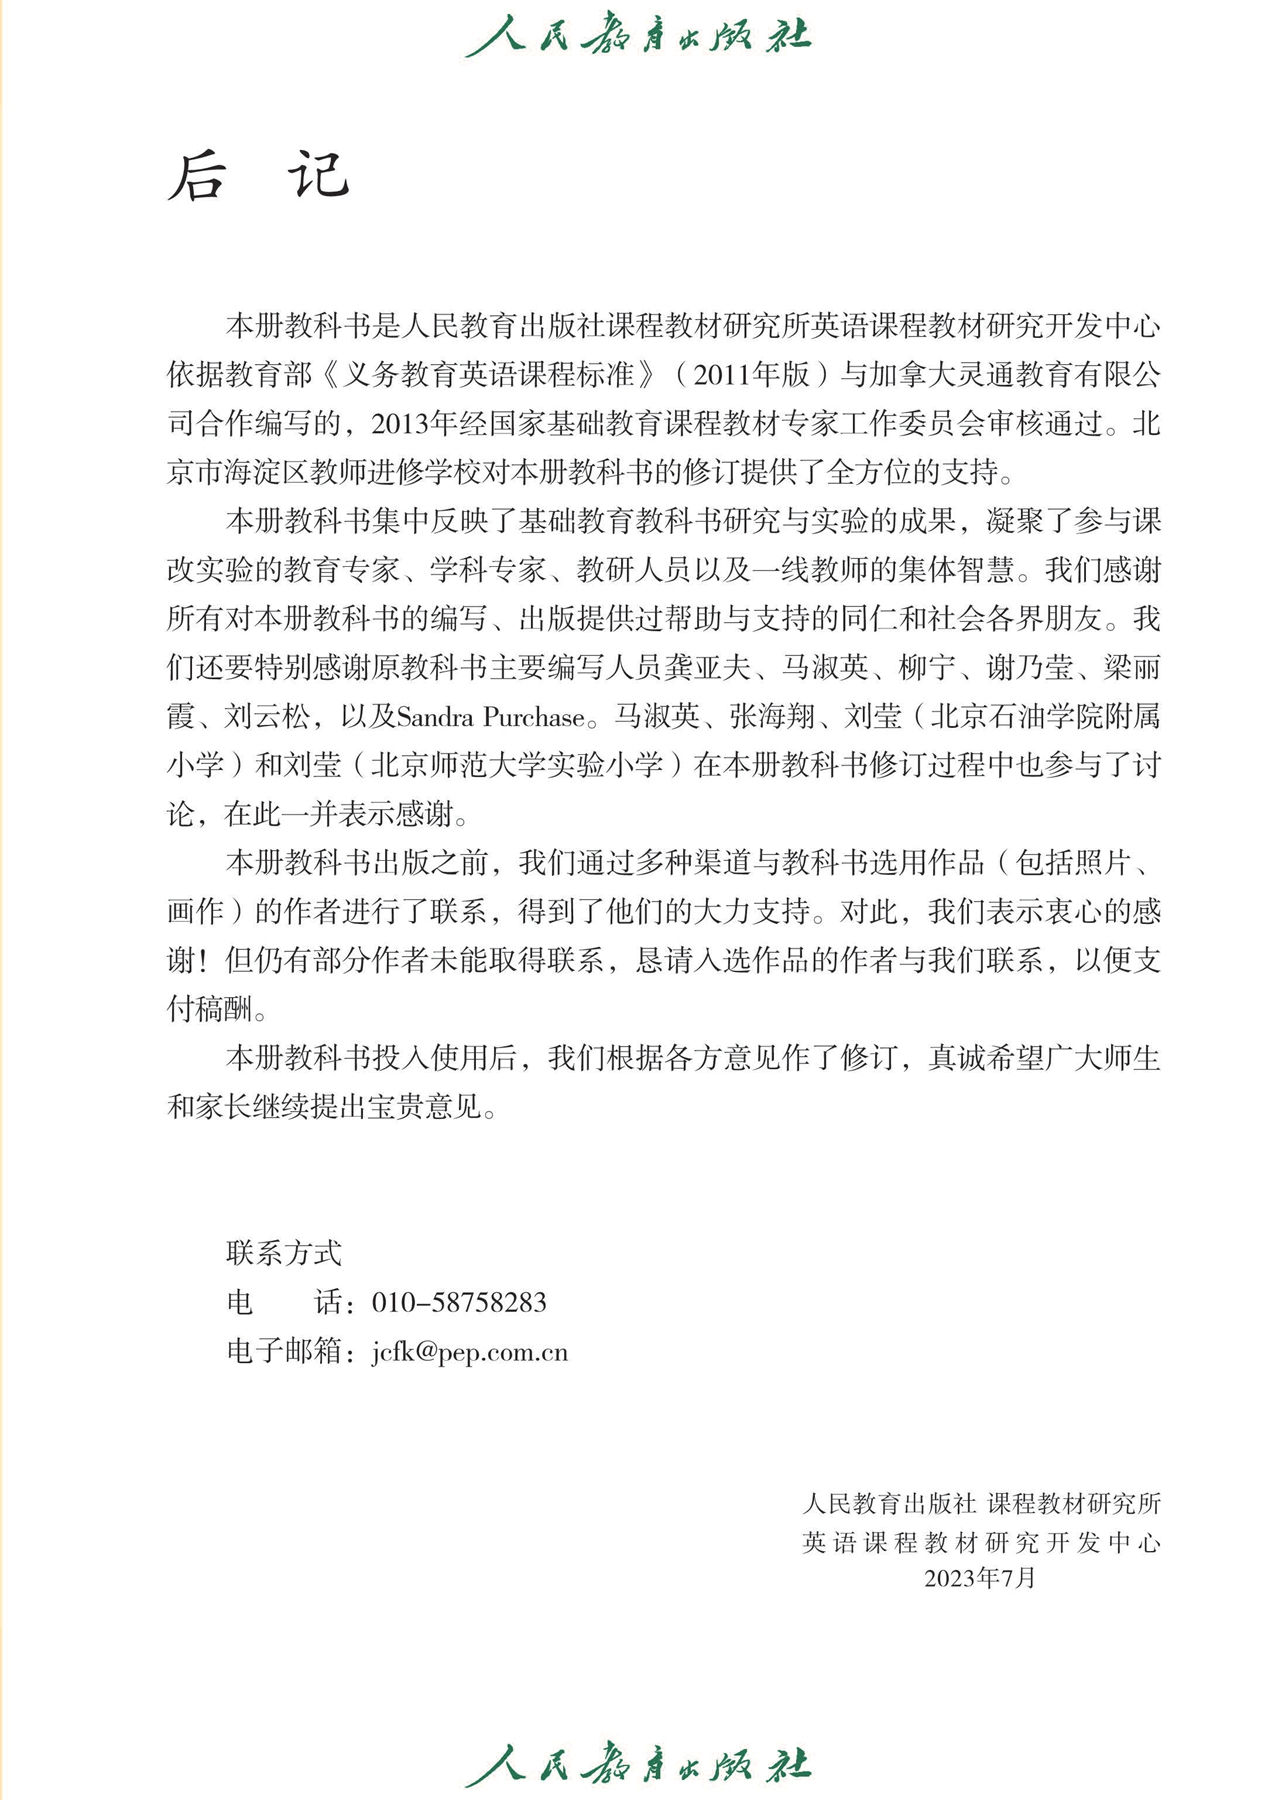 人民教育出版社
后 记
本册教科书是人民教育出版社课程教材研究所英语课程教材研究开发中心
依据教育部《义务教育英语课程标准》（2011年版）与加拿大灵通教育有限公
司合作编写的，2013年经国家基础教育课程教材专家工作委员会审核通过。北
京市海淀区教师进修学校对本册教科书的修订提供了全方位的支持。
本册教科书集中反映了基础教育教科书研究与实验的成果，凝聚了参与课
改实验的教育专家、学科专家、教研人员以及一线教师的集体智慧。我们感谢
所有对本册教科书的编写、出版提供过帮助与支持的同仁和社会各界朋友。我
们还要特别感谢原教科书主要编写人员龚亚夫、马淑英、柳宁、谢乃莹、梁丽
霞、刘云松，以及Sandra Purchase。马淑英、张海翔、刘莹（北京石油学院附属
小学）和刘莹（北京师范大学实验小学）在本册教科书修订过程中也参与了讨
论，在此一并表示感谢。
本册教科书出版之前，我们通过多种渠道与教科书选用作品（包括照片、
画作）的作者进行了联系，得到了他们的大力支持。对此，我们表示衷心的感
谢！但仍有部分作者未能取得联系，恳请入选作品的作者与我们联系，以便支
付稿酬。
本册教科书投入使用后，我们根据各方意见作了修订，真诚希望广大师生
和家长继续提出宝贵意见。
联系方式
电 话：010-58758283
电子邮箱：jcfk@pep.com.cn
人民教育出版社 课程教材研究所
英语课程教材研究开发中心
2023年7月
人民教育出版社